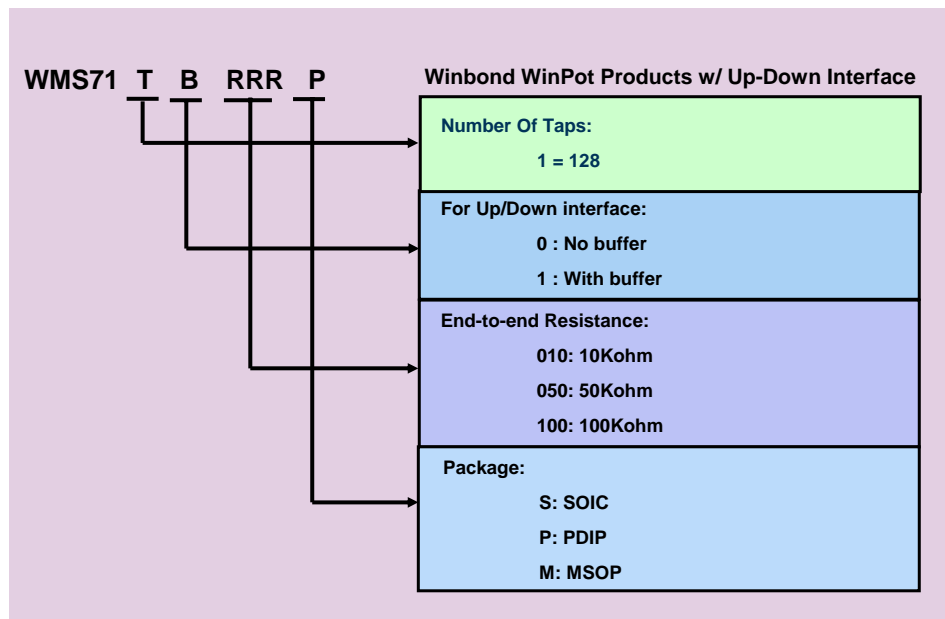 WMS71 T B RRR P
Winbond WinPot Products w/ Up-Down Interface
Number Of Taps:
1 = 128
For Up/Down interface:
0 : No buffer
1 : With buffer
End-to-end Resistance:
010: 10Kohm
050: 50Kohm
100: 100Kohm
Package:
S: SOIC
P: PDIP
M: MSOP